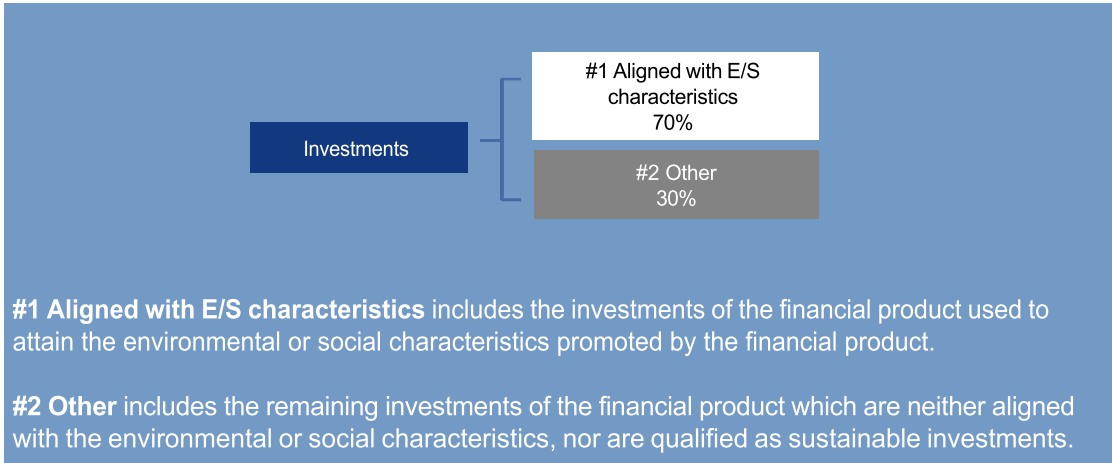 #1 Aligned with E/S
characteristics
70%
Investments
#2 Other
30%
#1 Aligned with E/S characteristics includes the investments of the financial product used to
attain the environmental or social characteristics promoted by the financial product.
#2 Other includes the remaining investments of the financial product which are neither aligned
with the environmental or social characteristics, nor are qualified as sustainable investments.